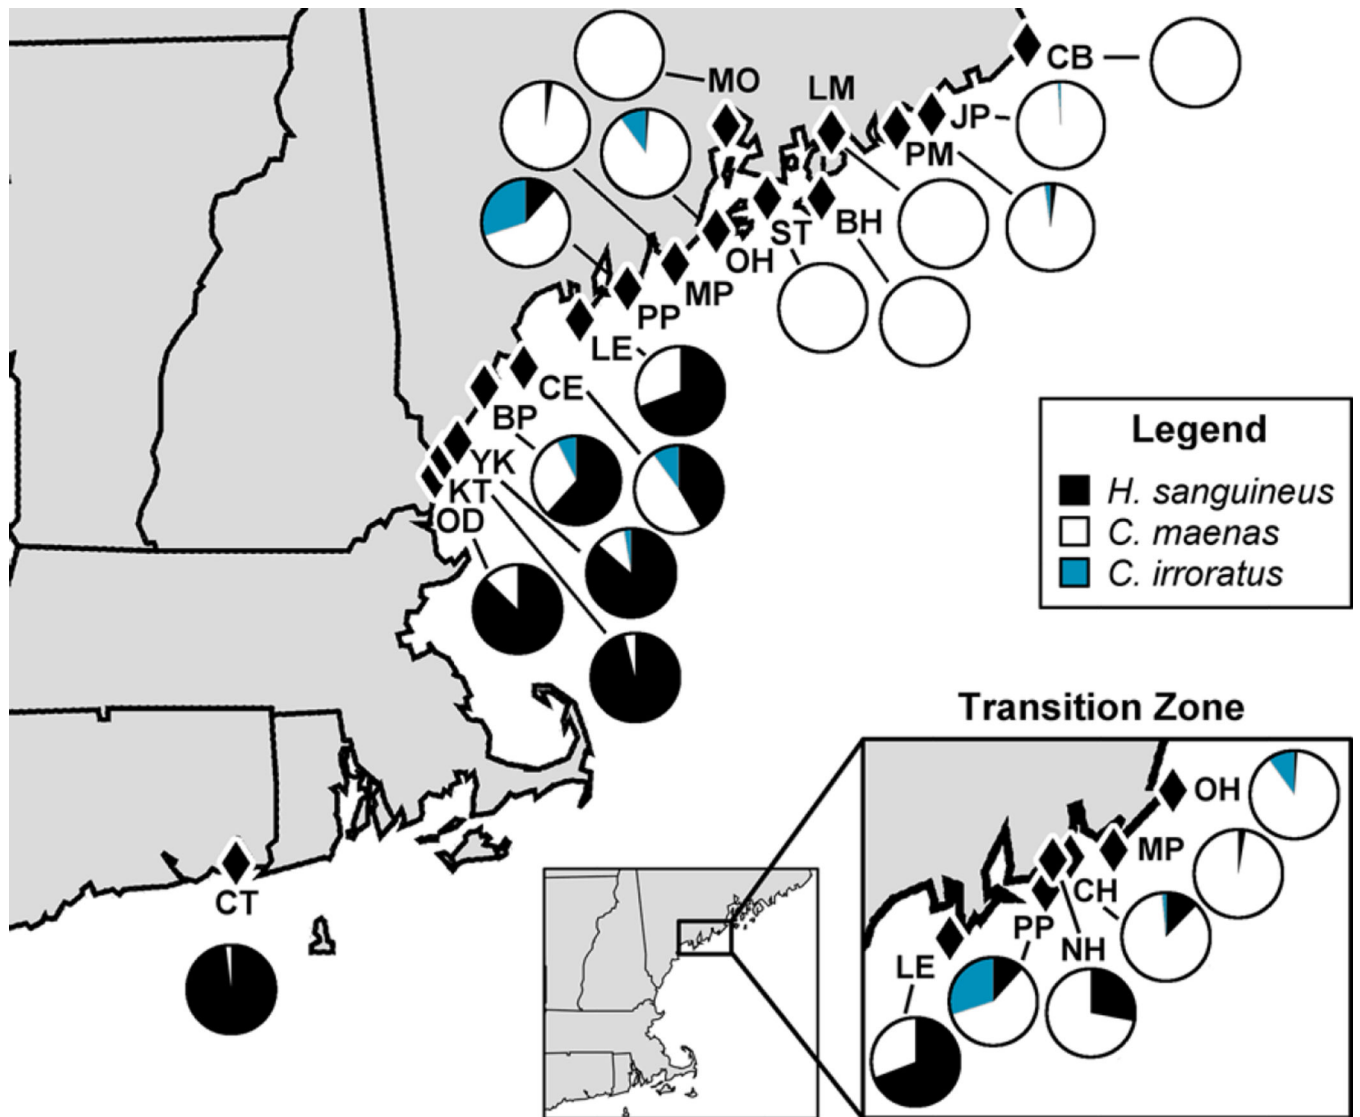 CB
MO
LM
JP
PM
BH
ST
OH
MP
PP
LE
CE
BP
YK
KT
OD
Legend
H. sanguineus
C. maenas
C. irroratus
Transition Zone
OH
MP
CH
PP
NH
LE
CT